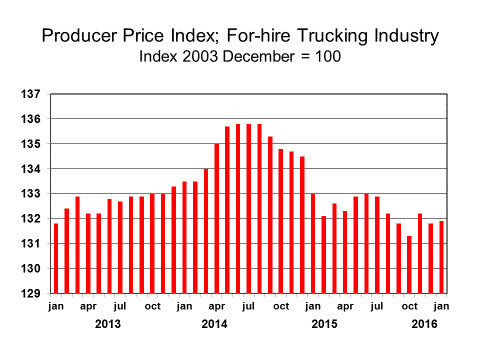 Producer Price Index; For-hire Trucking Industry
Index 2003 December = 100
137
136
135
134
133
132
131
130
129
jan apr jul oct jan apr jul oct jan apr jul oct jan
2013 2014 2015 2016